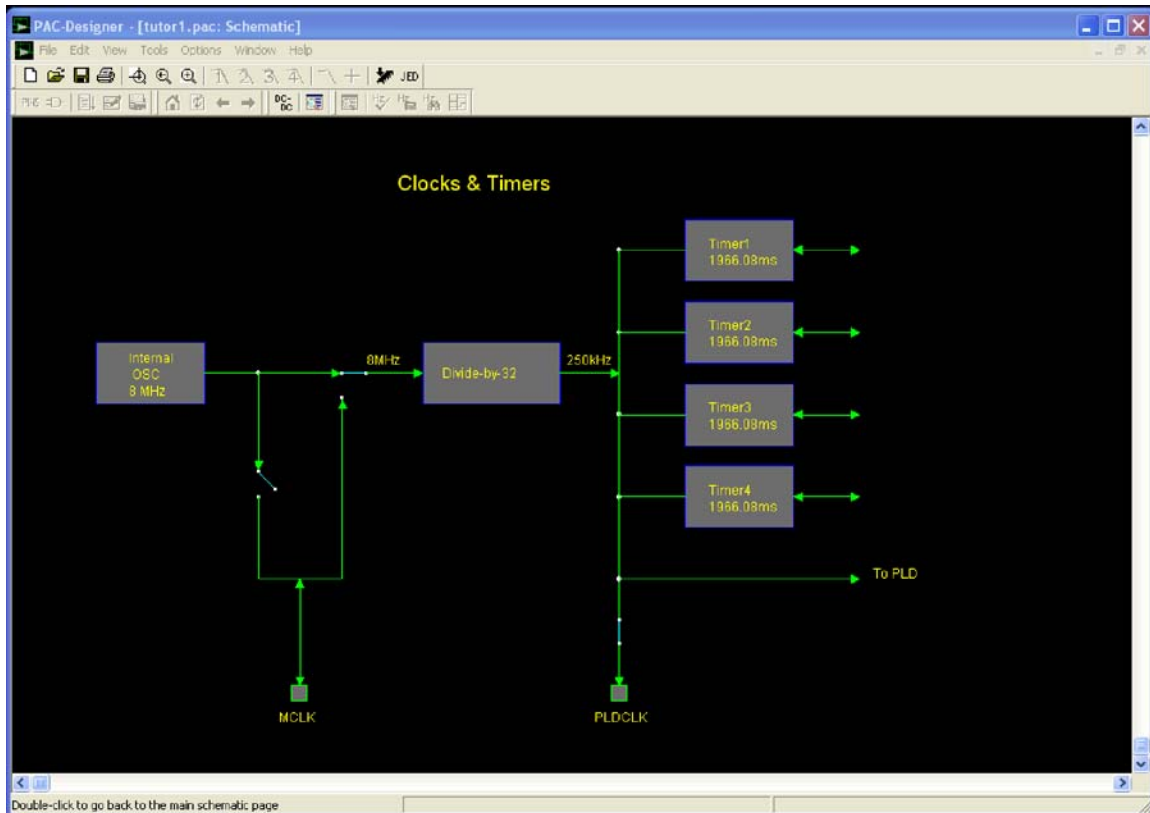 PAC-Designer - [tutor1.pac: Schematic]
File Edit View Tools Options Window Help
JED
DC-DC
Clocks & Timers
Timer1
1966.08ms
Timer2
1966.08ms
Internal
OSC
8 MHz
8MHz
Divide-by-32
250kHz
Timer3
1966.08ms
Timer4
1966.08ms
To PLD
MCLK
PLDCLK
Double-click to go back to the main schematic page